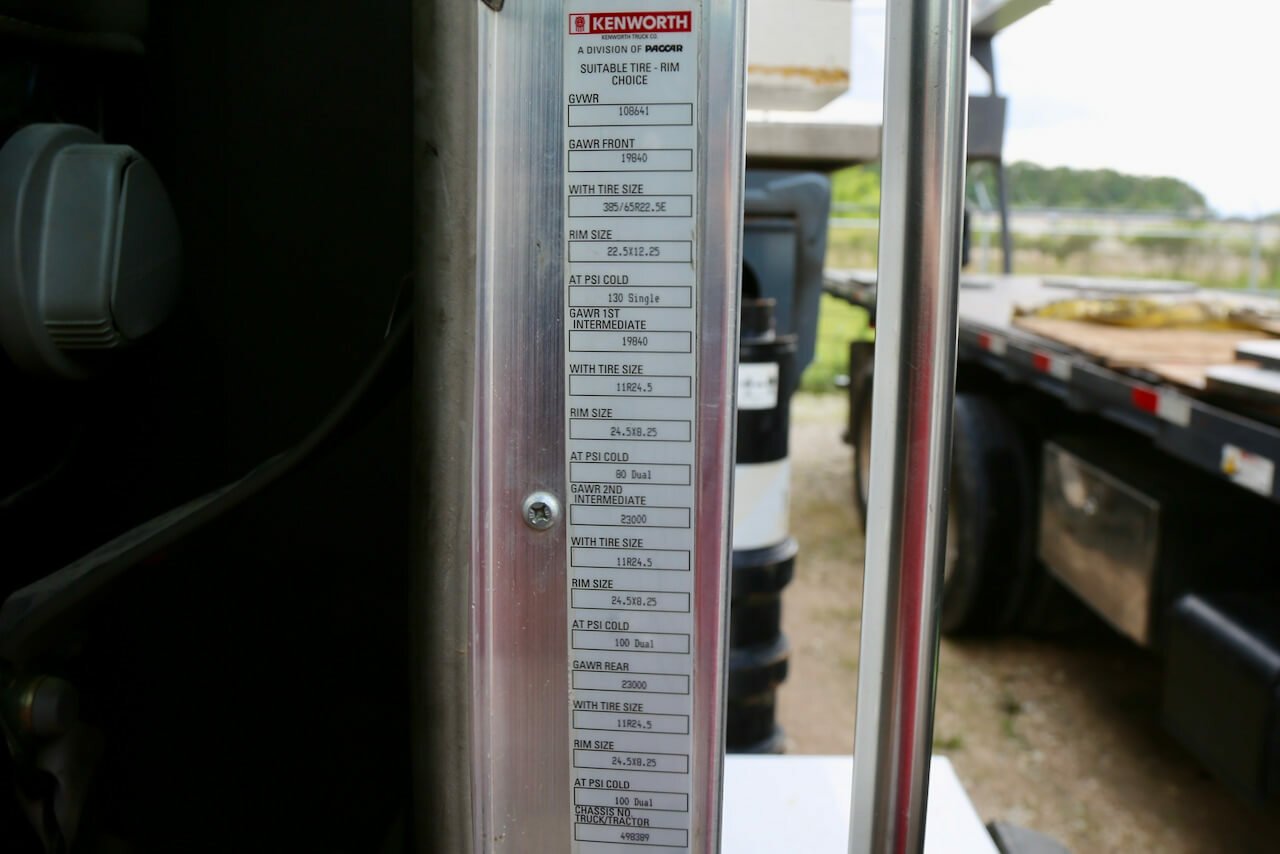 KENWORTH
KENWORTH TRUCK CO.
A DIVISION OF PACCAR
SUITABLE TIRE - RIM
CHOICE
GVWR
108641
GAWR FRONT
19840
WITH TIRE SIZE
385/65R22.5E
RIM SIZE
22.5X12.25
AT PSI COLD
130 Single
GAWR 1ST
INTERMEDIATE
19840
WITH TIRE SIZE
11R24.5
RIM SIZE
24.5X8.25
AT PSI COLD
80 Dual
GAWR 2ND
INTERMEDIATE
23000
WITH TIRE SIZE
11R24.5
RIM SIZE
24.5X8.25
AT PSI COLD
100 Dual
GAWR REAR
23000
WITH TIRE SIZE
11R24.5
RIM SIZE
24.5X8.25
AT PSI COLD
100 Dual
CHASSIS NO.
TRUCK/TRACTOR
498389